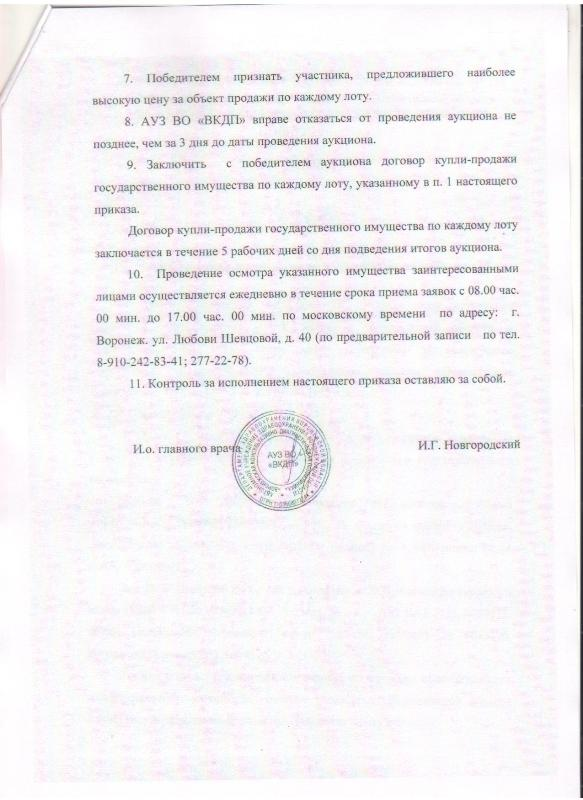 7. Победителем признать участника, предложившего наиболее
высокую цену за объект продажи по каждому лоту.
8. АУЗ ВО «ВКДП» вправе отказаться от проведения аукциона не
позднее, чем за 3 дня до даты проведения аукциона.
9. Заключить с победителем аукциона договор купли-продажи
государственного имущества по каждому лоту, указанному в п. 1 настоящего
приказа.
Договор купли-продажи государственного имущества по каждому лоту
заключается в течение 5 рабочих дней со дня подведения итогов аукциона.
10. Проведение осмотра указанного имущества заинтересованными
лицами осуществляется ежедневно в течение срока приема заявок с 08.00 час.
00 мин. до 17.00 час. 00 мин. по московскому времени по адресу: г.
Воронеж. ул. Любови Шевцовой, д. 40 (по предварительной записи по тел.
8-910-242-83-41; 277-22-78).
11. Контроль за исполнением настоящего приказа оставляю за собой.
И.о. главного врача
И.Г. Новгородский
АУЗ ВО
«ВКДП»